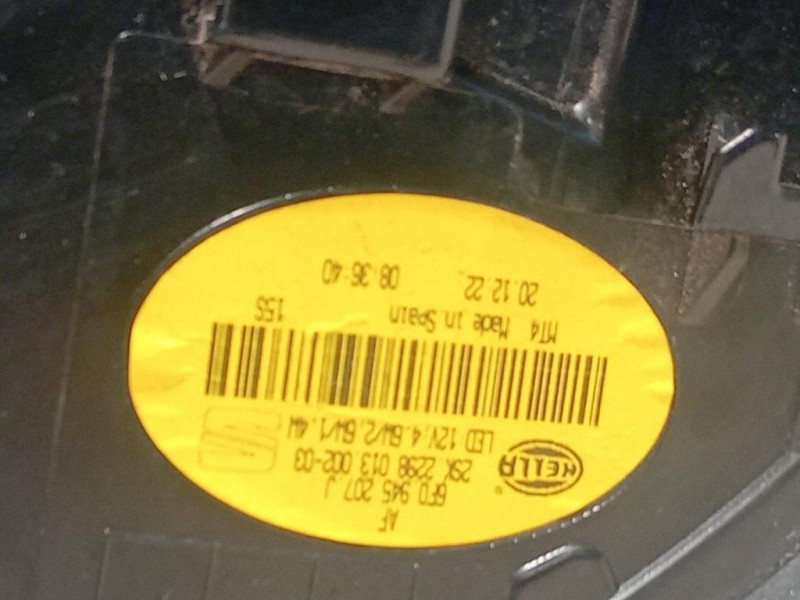 AF
6F0 945 207 J
2SK 2298 013 002-03
HELLA
LED 12V,4.6W/2.6W/1.4W
MT4 Made in Spain 15S
20.12.22 08:36:40